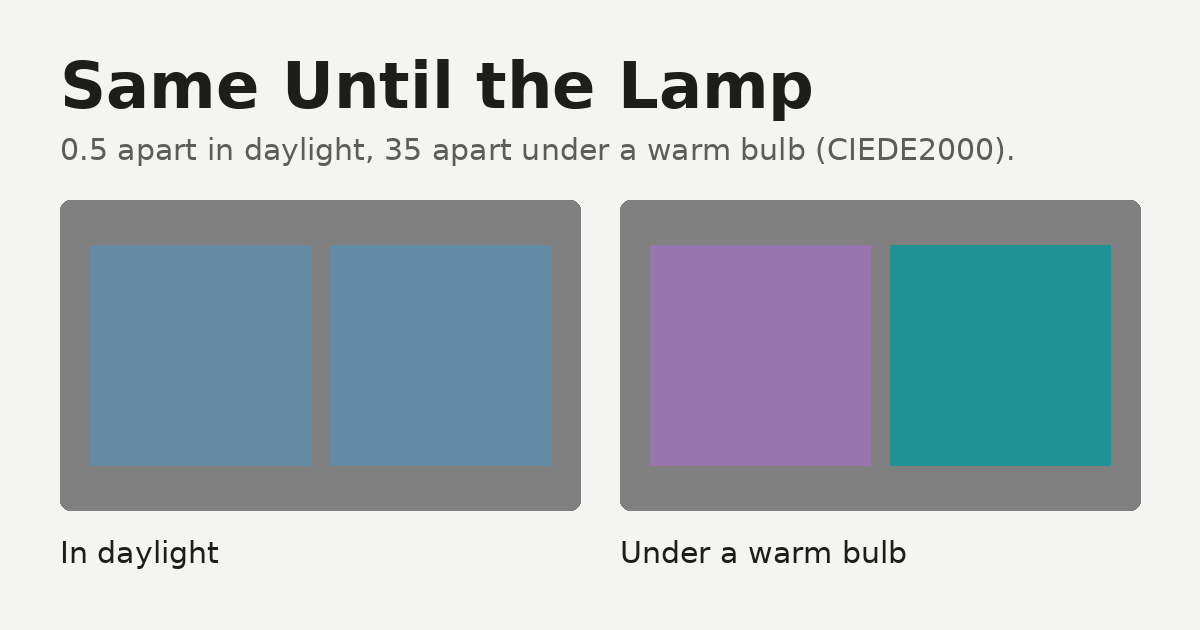 Same Until the Lamp
0.5 apart in daylight, 35 apart under a warm bulb (CIEDE2000).
In daylight
Under a warm bulb